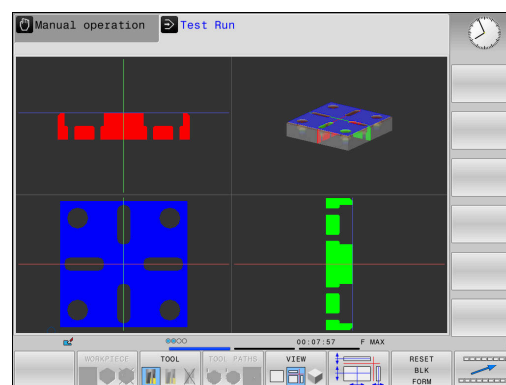 Manual operation
Test Run
00:07:57 F MAX
WORKPIECE
TOOL
TOOL PATHS
VIEW
RESET
BLK
FORM